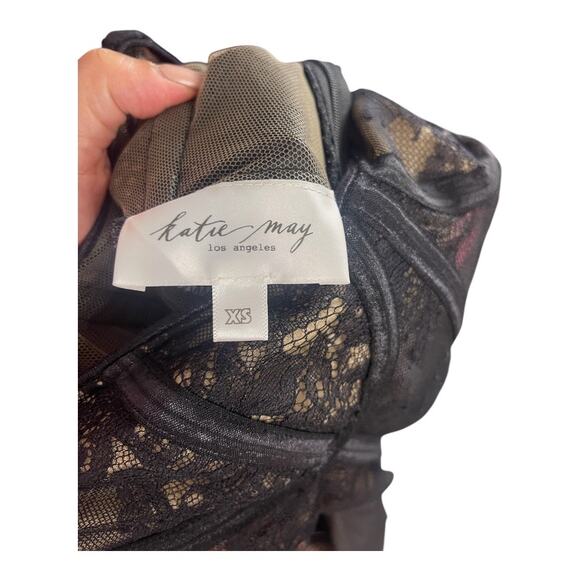 katie may
los angeles
XS